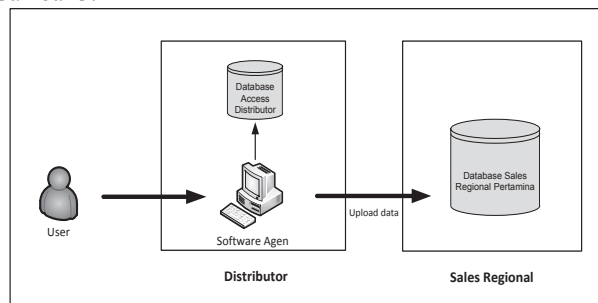 Database
Access
Distributor
Database Sales
Regional Pertamina
Upload data
User
Software Agen
Distributor
Sales Regional